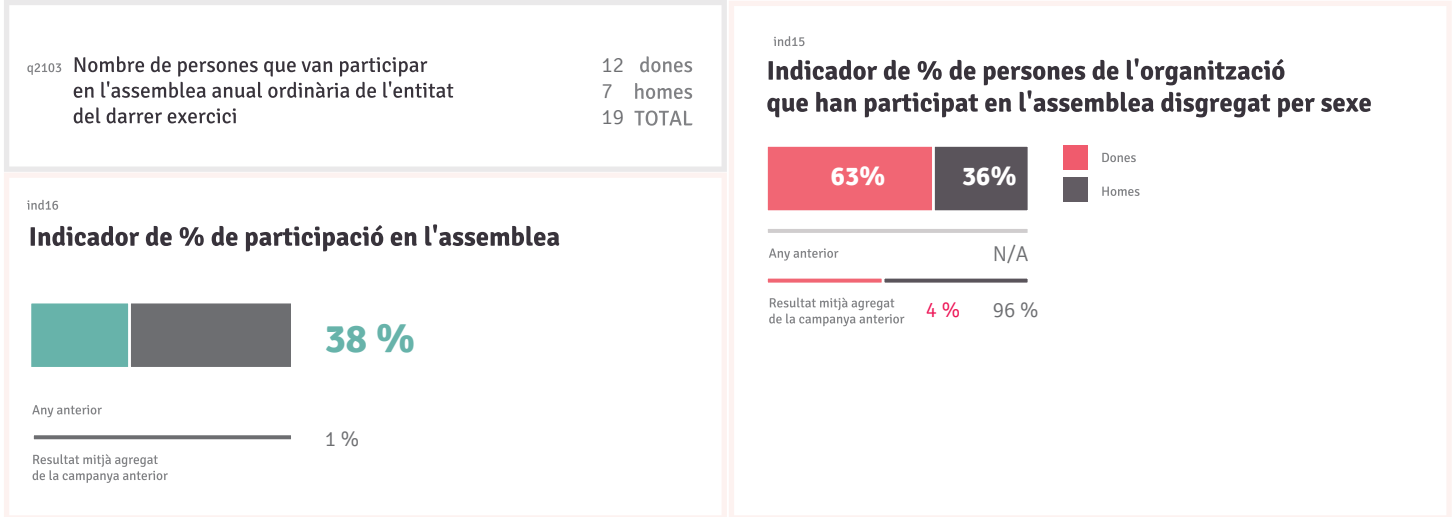 q2103 Nombre de persones que van participar
en l'assemblea anual ordinària de l'entitat
del darrer exercici
12 dones
7 homes
19 TOTAL
ind16
Indicador de % de participació en l'assemblea
38 %
Any anterior
1 %
Resultat mitjà agregat
de la campanya anterior
ind15
Indicador de % de persones de l'organització
que han participat en l'assemblea disgregat per sexe
63% 36%
Dones
Homes
Any anterior N/A
Resultat mitjà agregat
de la campanya anterior
4 % 96 %